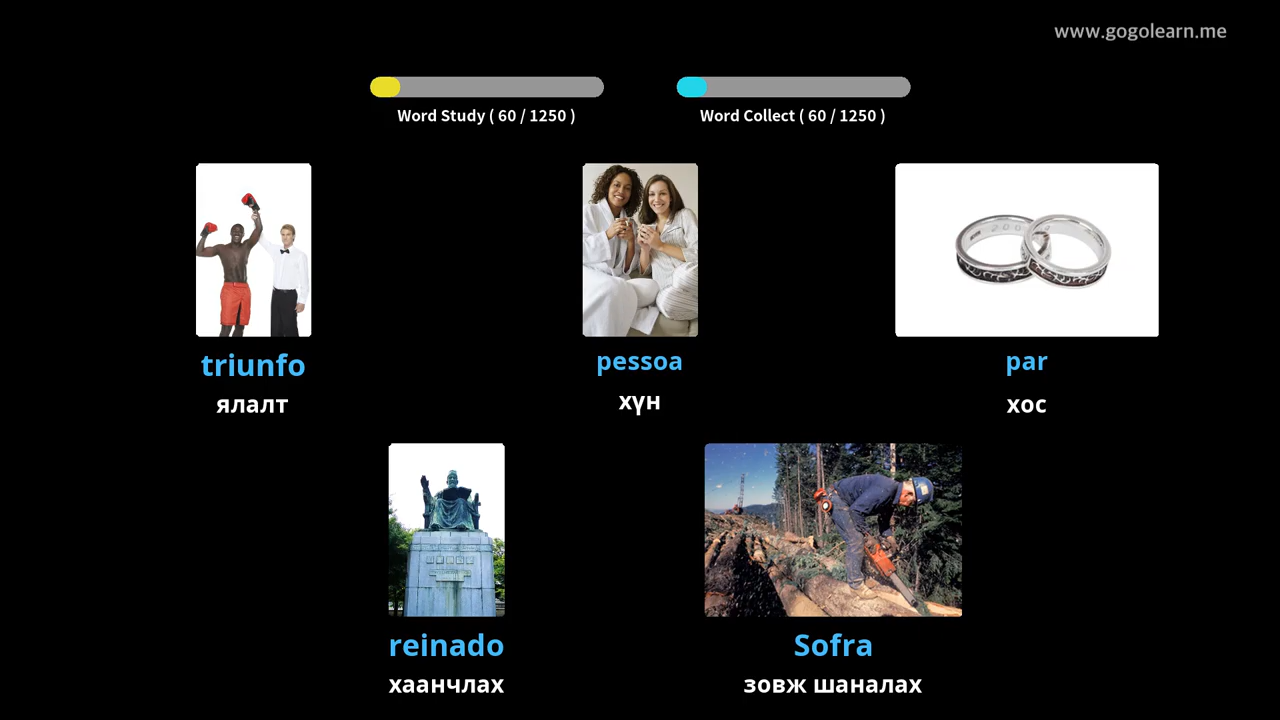 www.gogolearn.me
Word Study ( 60 / 1250 )
Word Collect ( 60 / 1250 )
triunfo
ялалт
pessoa
хүн
par
хос
reinado
хаанчлах
Sofra
зовж шаналах